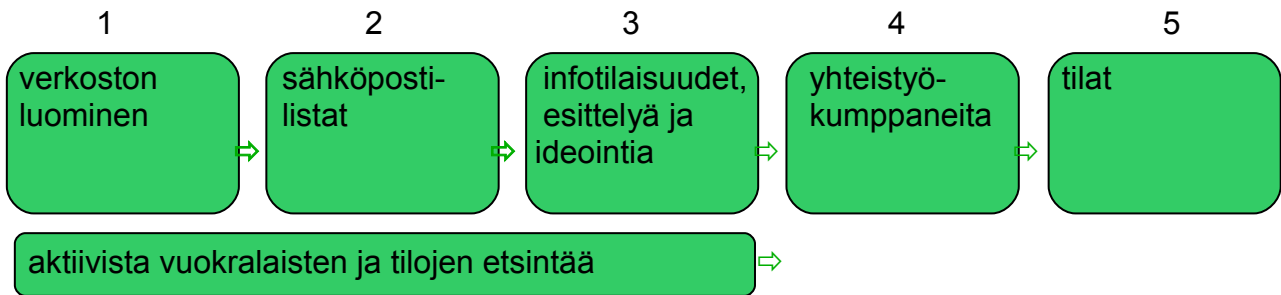 1
2
3
4
5
verkoston
luominen
sähköposti-
listat
infotilaisuudet,
esittelyä ja
ideointia
yhteistyö-
kumppaneita
tilat
aktiivista vuokralaisten ja tilojen etsintää